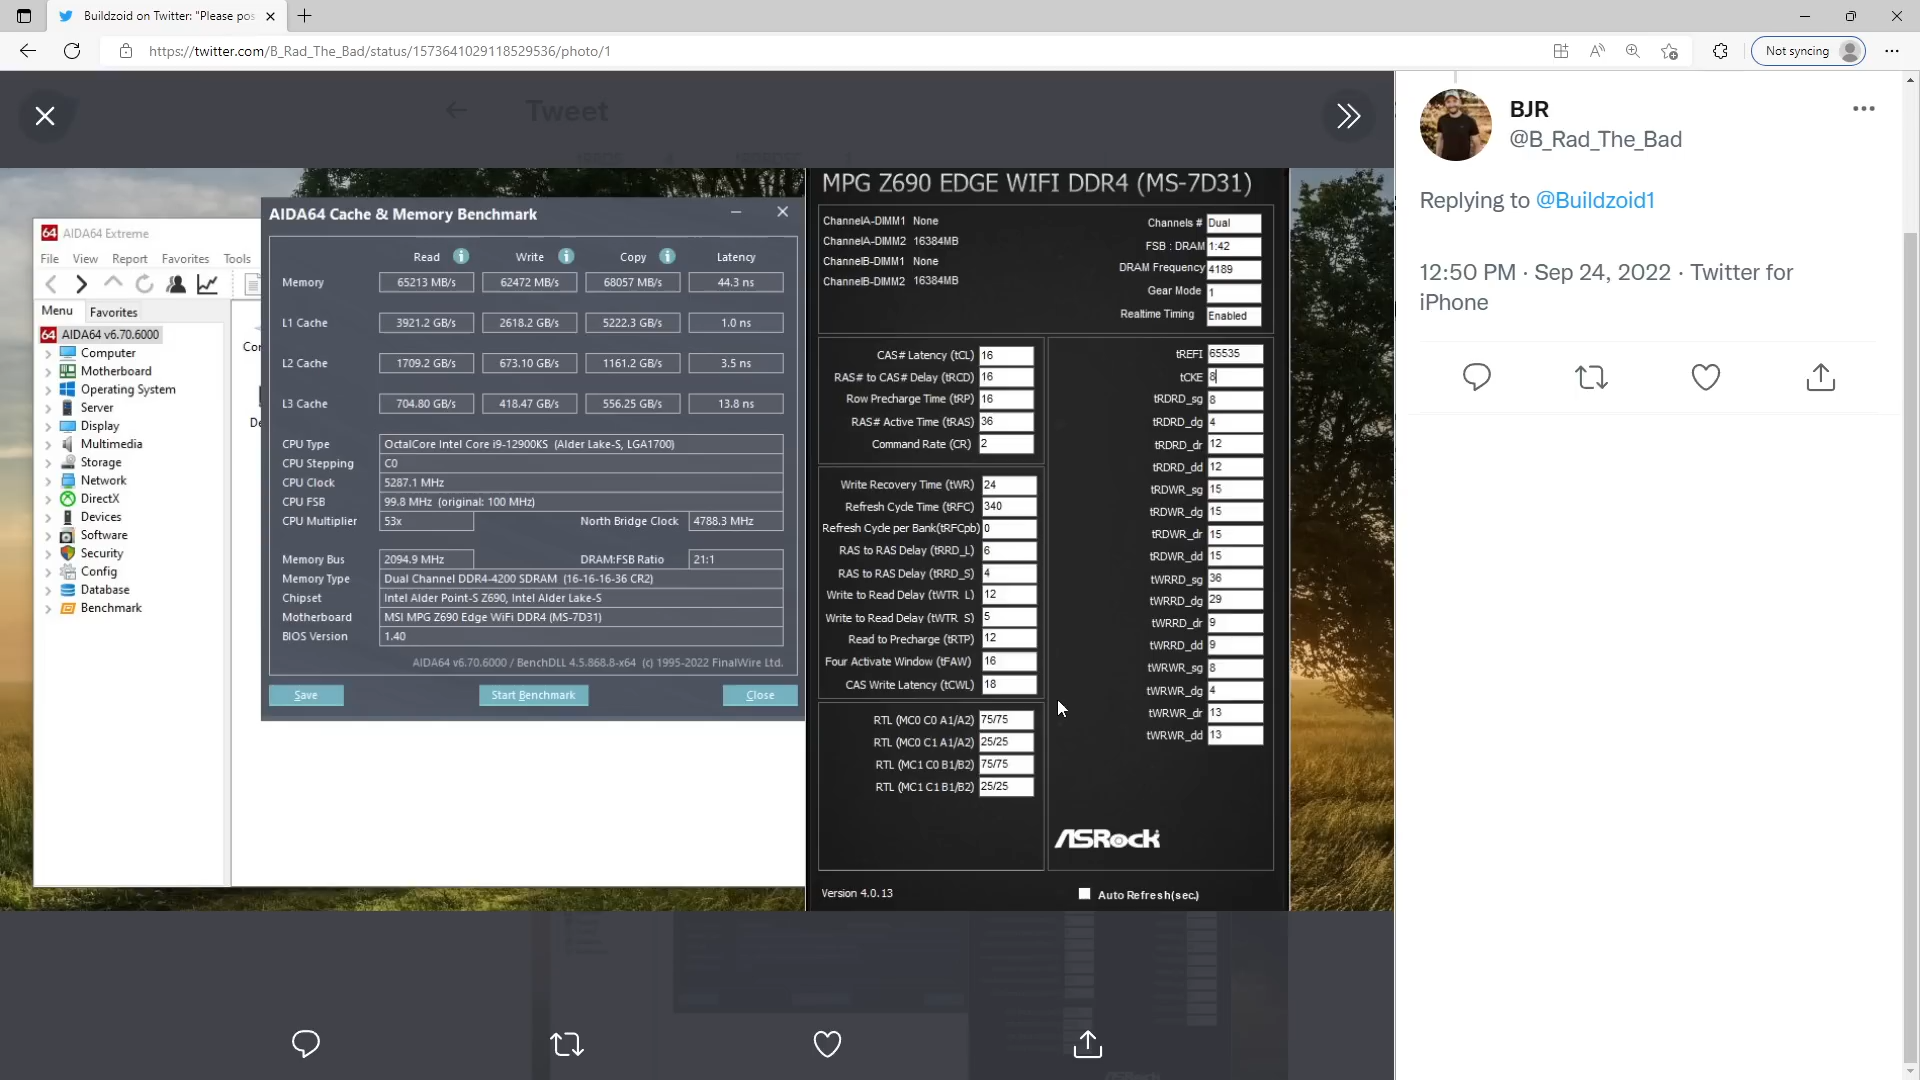 Buildzoid on Twitter: "Please pos
https://twitter.com/B_Rad_The_Bad/status/1573641029118529536/photo/1
Not syncing
Tweet
AIDA64 Extreme
File View Report Favorites Tools
Menu Favorites
AIDA64 v6.70.6000
Computer
Motherboard
Operating System
Server
Display
Multimedia
Storage
Network
DirectX
Devices
Software
Security
Config
Database
Benchmark
AIDA64 Cache & Memory Benchmark
Read Write Copy Latency
Memory 65213 MB/s 62472 MB/s 68057 MB/s 44.3 ns
L1 Cache 3921.2 GB/s 2618.2 GB/s 5222.3 GB/s 1.0 ns
L2 Cache 1709.2 GB/s 673.10 GB/s 1161.2 GB/s 3.5 ns
L3 Cache 704.80 GB/s 418.47 GB/s 556.25 GB/s 13.8 ns
CPU Type OctalCore Intel Core i9-12900KS (Alder Lake-S, LGA1700)
CPU Stepping C0
CPU Clock 5287.1 MHz
CPU FSB 99.8 MHz (original: 100 MHz)
CPU Multiplier 53x North Bridge Clock 4788.3 MHz
Memory Bus 2094.9 MHz DRAM:FSB Ratio 21:1
Memory Type Dual Channel DDR4-4200 SDRAM (16-16-16-36 CR2)
Chipset Intel Alder Point-S Z690, Intel Alder Lake-S
Motherboard MSI MPG Z690 Edge WiFi DDR4 (MS-7D31)
BIOS Version 1.40
AIDA64 v6.70.6000 / BenchDLL 4.5.868.8-x64 (c) 1995-2022 FinalWire Ltd.
Save Start Benchmark Close
MPG Z690 EDGE WIFI DDR4 (MS-7D31)
ChannelA-DIMM1 None
ChannelA-DIMM2 16384MB
ChannelB-DIMM1 None
ChannelB-DIMM2 16384MB
Channels # Dual
FSB : DRAM 1:42
DRAM Frequency 4189
Gear Mode 1
Realtime Timing Enabled
CAS# Latency (tCL) 16
RAS# to CAS# Delay (tRCD) 16
Row Precharge Time (tRP) 16
RAS# Active Time (tRAS) 36
Command Rate (CR) 2
Write Recovery Time (tWR) 24
Refresh Cycle Time (tRFC) 340
Refresh Cycle per Bank(tRFCpb) 0
RAS to RAS Delay (tRRD_L) 6
RAS to RAS Delay (tRRD_S) 4
Write to Read Delay (tWTR_L) 12
Write to Read Delay (tWTR_S) 5
Read to Precharge (tRTP) 12
Four Activate Window (tFAW) 16
CAS Write Latency (tCWL) 18
RTL (MC0 C0 A1/A2) 75/75
RTL (MC0 C1 A1/A2) 25/25
RTL (MC1 C0 B1/B2) 75/75
RTL (MC1 C1 B1/B2) 25/25
tREFI 65535
tCKE 8
tRDRD_sg 8
tRDRD_dg 4
tRDRD_dr 12
tRDRD_dd 12
tRDWR_sg 15
tRDWR_dg 15
tRDWR_dr 15
tRDWR_dd 15
tWRRD_sg 36
tWRRD_dg 29
tWRRD_dr 9
tWRRD_dd 9
tWRWR_sg 8
tWRWR_dg 4
tWRWR_dr 13
tWRWR_dd 13
ASRock
Version 4.0.13
Auto Refresh(sec.)
BJR
@B_Rad_The_Bad
Replying to @Buildzoid1
12:50 PM · Sep 24, 2022 · Twitter for
iPhone